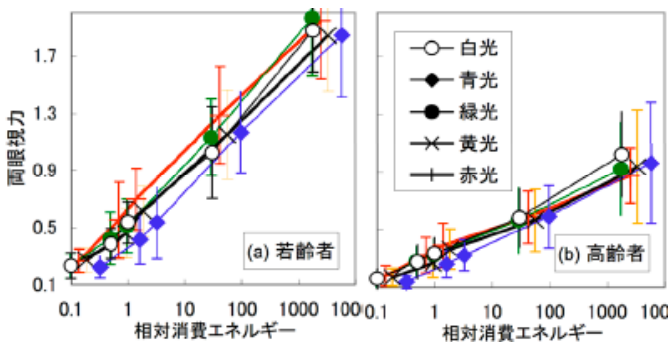 両眼視力
1.7
1.3
0.9
0.5
0.1
(a) 若齢者
0.1
1
10
100
1000
相対消費エネルギー
白光
青光
緑光
黄光
赤光
(b) 高齢者
0.1
1
10
100
1000
相対消費エネルギー